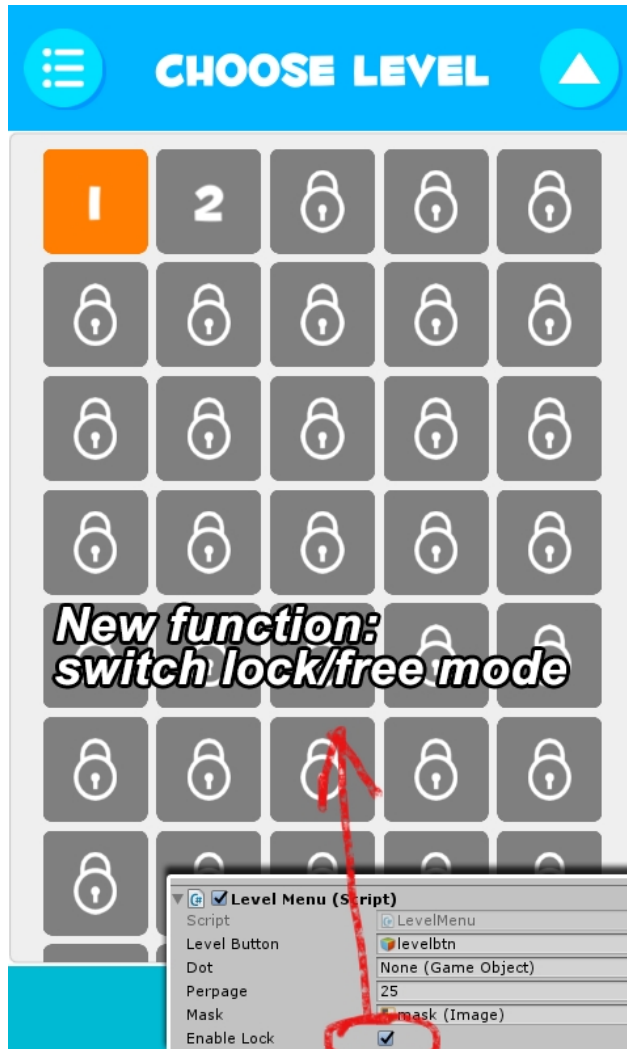 CHOOSE LEVEL
1 2
New function:
switch lock/free mode
Level Menu (Script)
Script LevelMenu
Level Button levelbtn
Dot None (Game Object)
Perpage 25
Mask mask (Image)
Enable Lock